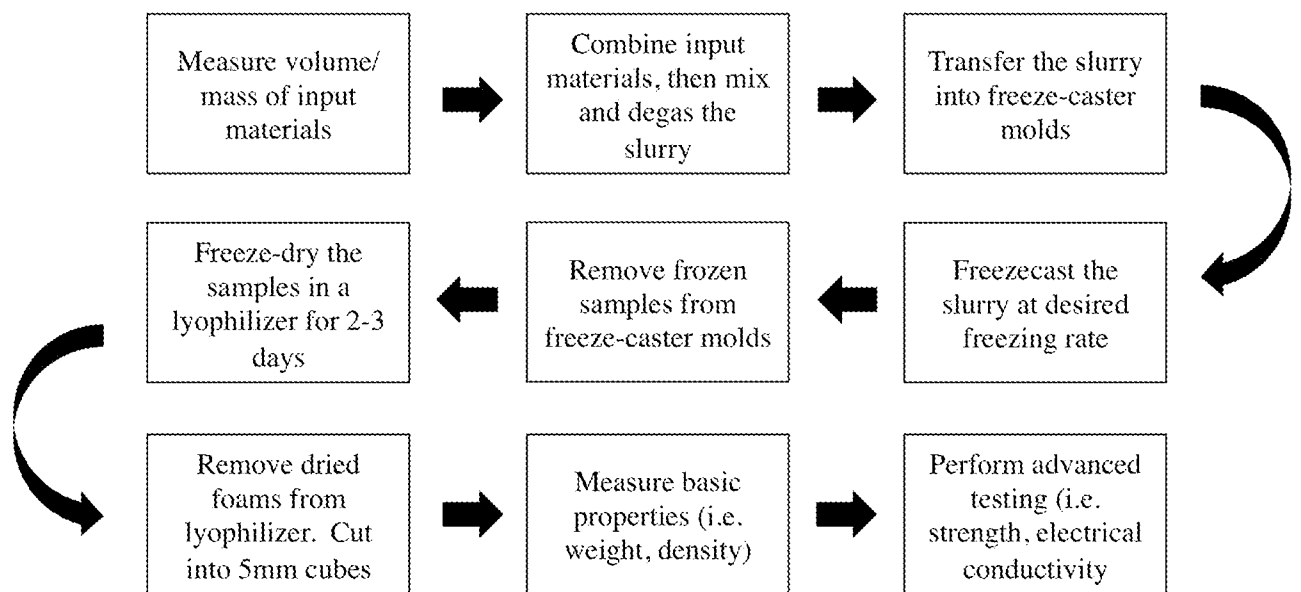 Measure volume/
mass of input
materials
Combine input
materials, then mix
and degas the
slurry
Transfer the slurry
into freeze-caster
molds
Freezecast the
slurry at desired
freezing rate
Remove frozen
samples from
freeze-caster molds
Freeze-dry the
samples in a
lyophilizer for 2-3
days
Remove dried
foams from
lyophilizer. Cut
into 5mm cubes
Measure basic
properties (i.e.
weight, density)
Perform advanced
testing (i.e.
strength, electrical
conductivity